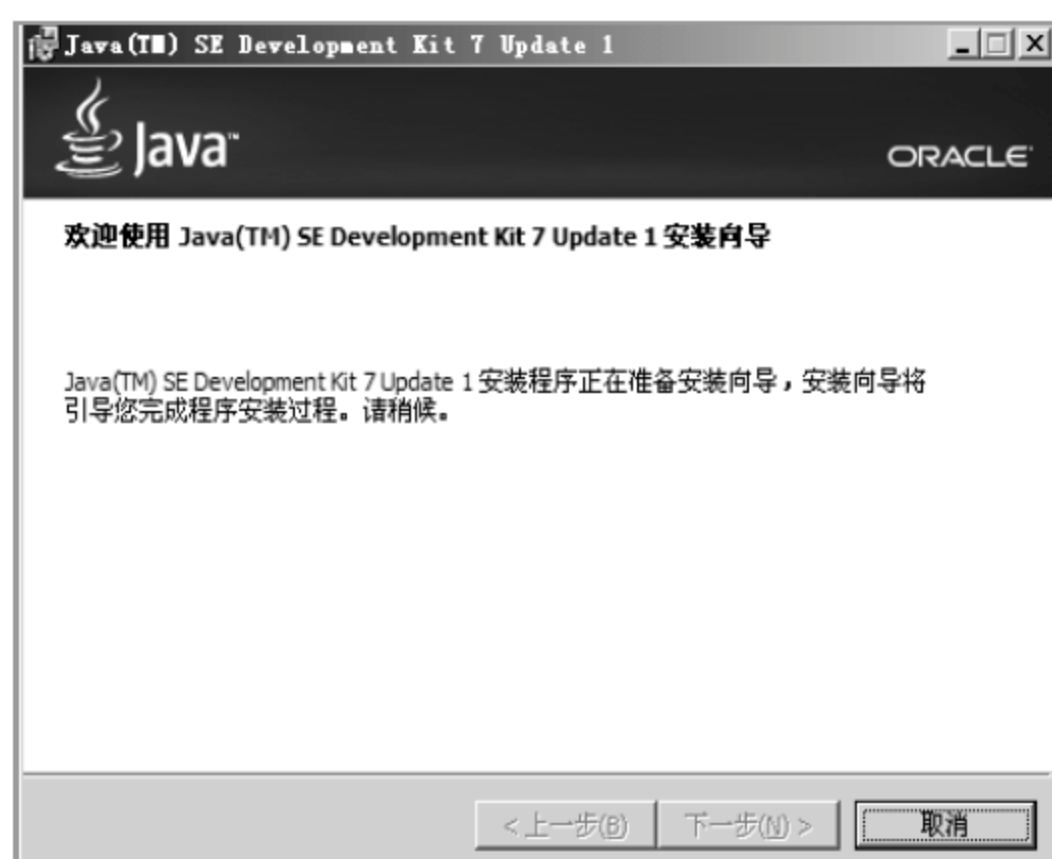 Java(TM) SE Development Kit 7 Update 1
Java™
ORACLE
欢迎使用 Java(TM) SE Development Kit 7 Update 1 安装向导
Java(TM) SE Development Kit 7 Update 1 安装程序正在准备安装向导，安装向导将
引导您完成程序安装过程。请稍候。
< 上一步(B) 下一步(N) > 取消